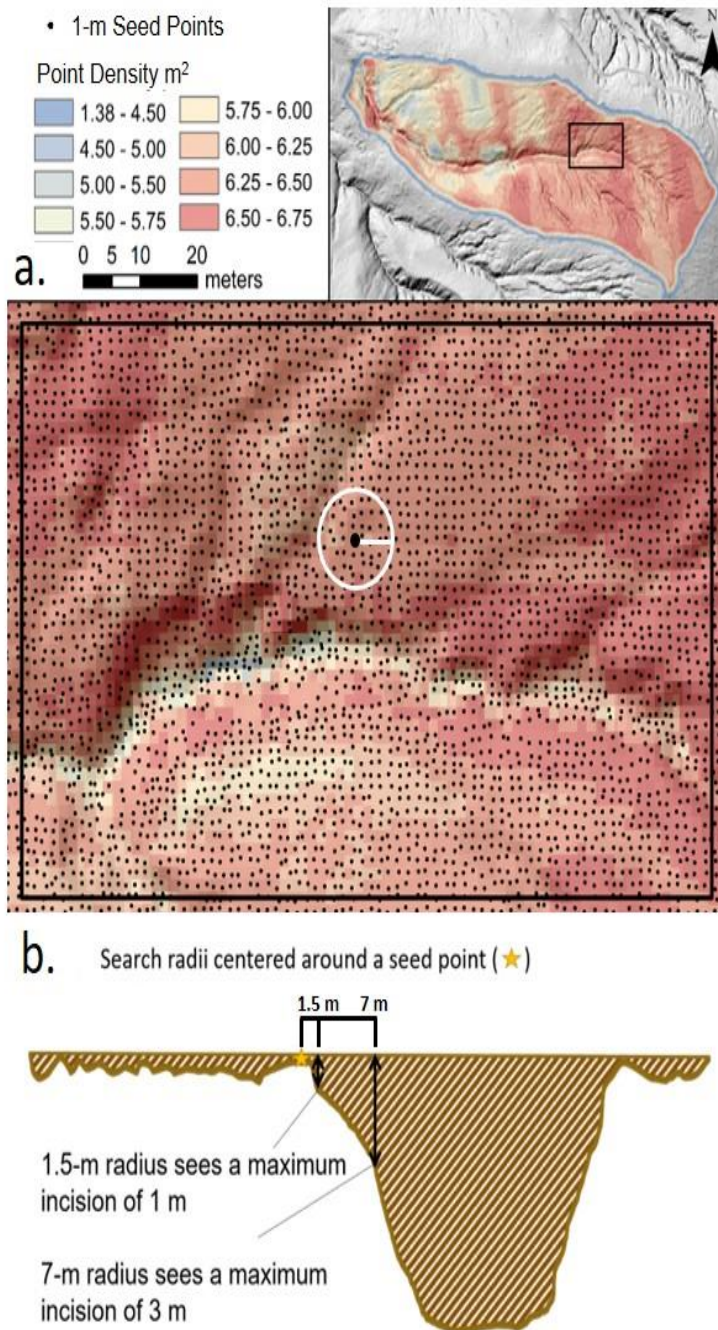 • 1-m Seed Points
Point Density m²
1.38 - 4.50
4.50 - 5.00
5.00 - 5.50
5.50 - 5.75
5.75 - 6.00
6.00 - 6.25
6.25 - 6.50
6.50 - 6.75
0 5 10 20
meters
a.
N
b. Search radii centered around a seed point (★)
1.5 m 7 m
1.5-m radius sees a maximum
incision of 1 m
7-m radius sees a maximum
incision of 3 m